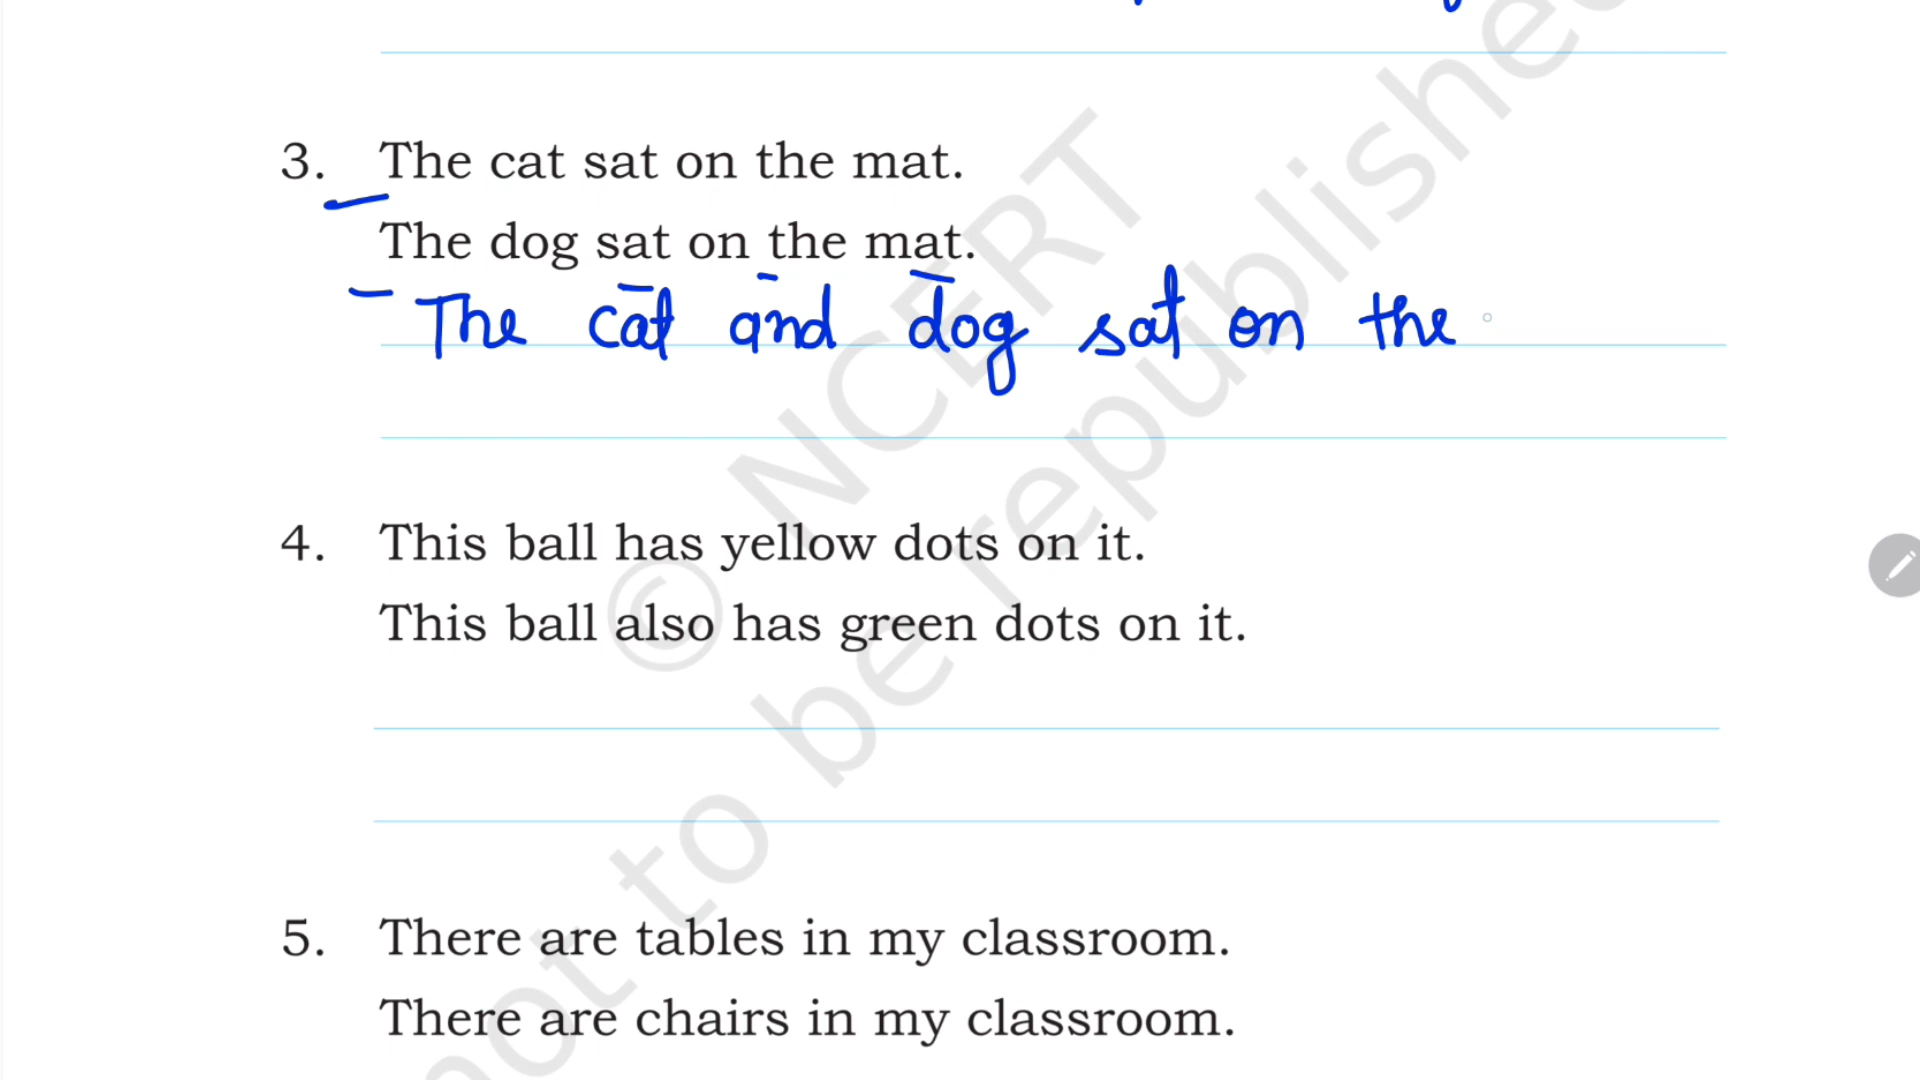 3. The cat sat on the mat.
The dog sat on the mat.
The cat and dog sat on the
4. This ball has yellow dots on it.
This ball also has green dots on it.
5. There are tables in my classroom.
There are chairs in my classroom.
© NCERT
not to be republished